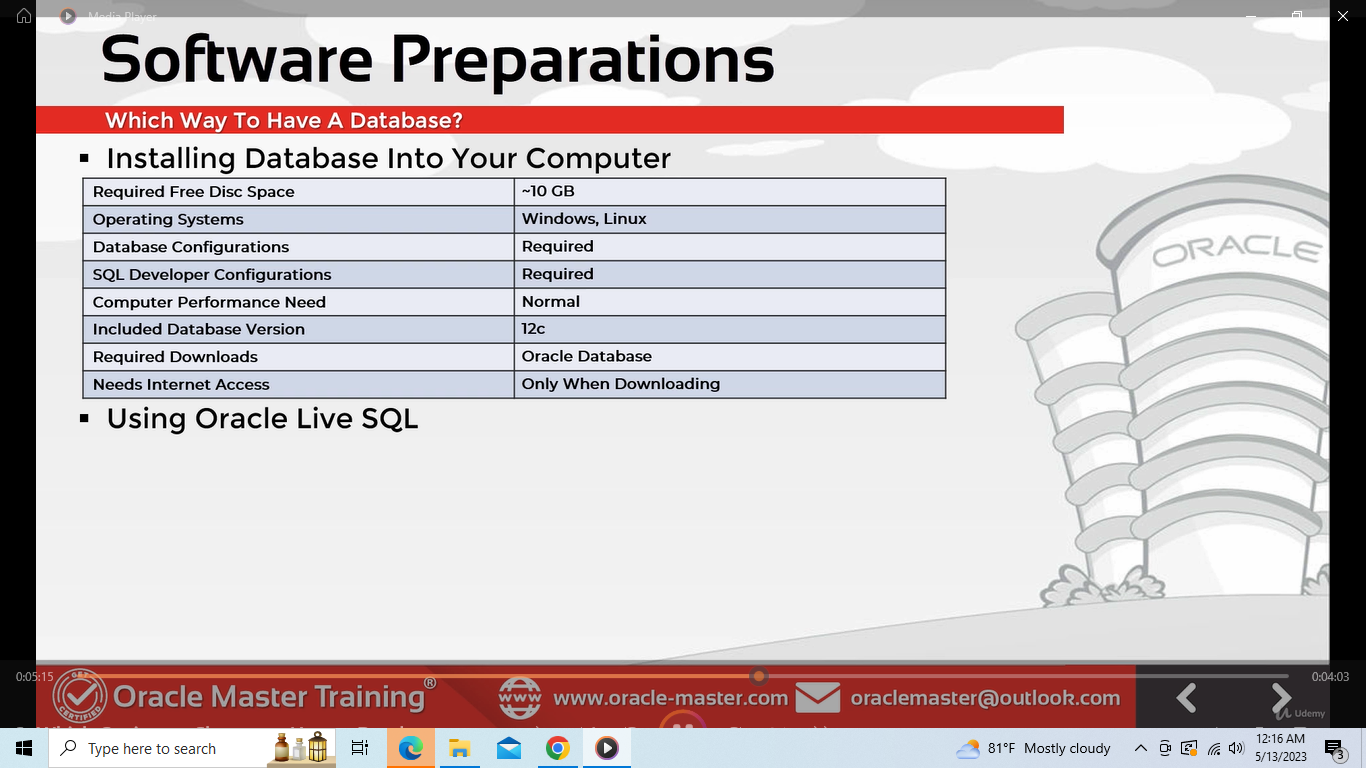 Media Player
Software Preparations
Which Way To Have A Database?
Installing Database Into Your Computer
Required Free Disc Space ~10 GB
Operating Systems Windows, Linux
Database Configurations Required
SQL Developer Configurations Required
Computer Performance Need Normal
Included Database Version 12c
Required Downloads Oracle Database
Needs Internet Access Only When Downloading
Using Oracle Live SQL
ORACLE
0:05:15
0:04:03
CERTIFIED
Oracle Master Training®
www
www.oracle-master.com
oraclemaster@outlook.com
Udemy
Type here to search
81°F Mostly cloudy
12:16 AM
5/13/2023
3